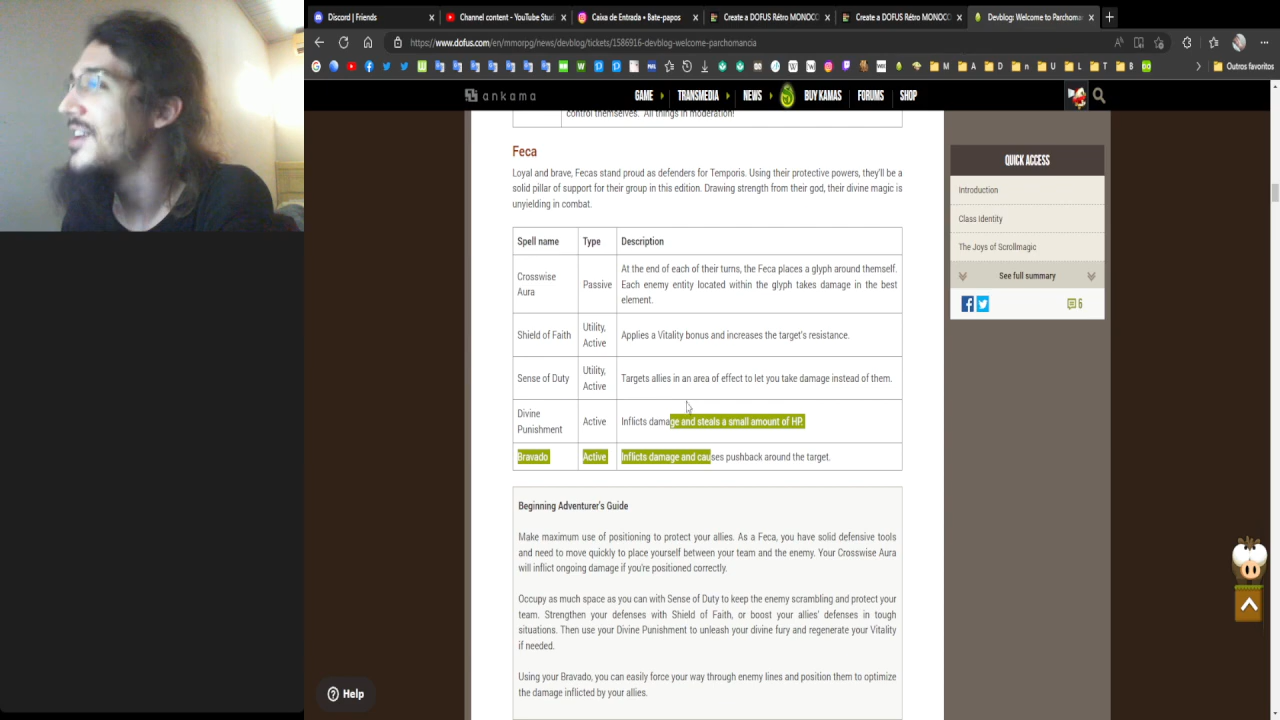 Discord | Friends
Channel content - YouTube Stud
Caixa de Entrada • Bate-papos
Create a DOFUS Rétro MONOCO
Create a DOFUS Rétro MONOCO
Devblog: Welcome to Parchoman
https://www.dofus.com/en/mmorpg/news/devblog/tickets/1586916-devblog-welcome-parchomancia
M
A
D
n
U
L
T
B
Outros favoritos
ankama
GAME
TRANSMEDIA
NEWS
BUY KAMAS
FORUMS
SHOP
control themselves. All things in moderation!
Feca
Loyal and brave, Fecas stand proud as defenders for Temporis. Using their protective powers, they'll be a
solid pillar of support for their group in this edition. Drawing strength from their god, their divine magic is
unyielding in combat.
Spell name
Type
Description
Crosswise
Aura
Passive
At the end of each of their turns, the Feca places a glyph around themself.
Each enemy entity located within the glyph takes damage in the best
element.
Shield of Faith
Utility,
Active
Applies a Vitality bonus and increases the target's resistance.
Sense of Duty
Utility,
Active
Targets allies in an area of effect to let you take damage instead of them.
Divine
Punishment
Active
Inflicts damage and steals a small amount of HP.
Bravado
Active
Inflicts damage and causes pushback around the target.
Beginning Adventurer's Guide
Make maximum use of positioning to protect your allies. As a Feca, you have solid defensive tools
and need to move quickly to place yourself between your team and the enemy. Your Crosswise Aura
will inflict ongoing damage if you're positioned correctly.
Occupy as much space as you can with Sense of Duty to keep the enemy scrambling and protect your
team. Strengthen your defenses with Shield of Faith, or boost your allies' defenses in tough
situations. Then use your Divine Punishment to unleash your divine fury and regenerate your Vitality
if needed.
Using your Bravado, you can easily force your way through enemy lines and position them to optimize
the damage inflicted by your allies.
QUICK ACCESS
Introduction
Class Identity
The Joys of Scrollmagic
See full summary
6
Help